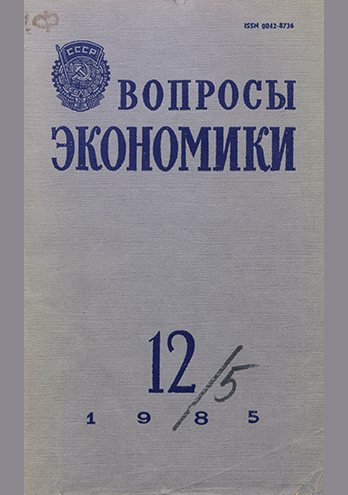 ISSN 0042-8736
СССР
ВОПРОСЫ
ЭКОНОМИКИ
12/5
1985